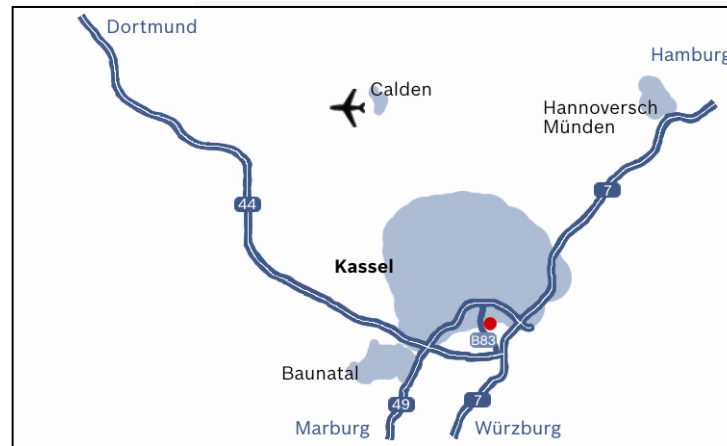 Dortmund
Hamburg
Calden
Hannoversch
Münden
7
44
Kassel
B83
Baunatal
49
7
Marburg
Würzburg